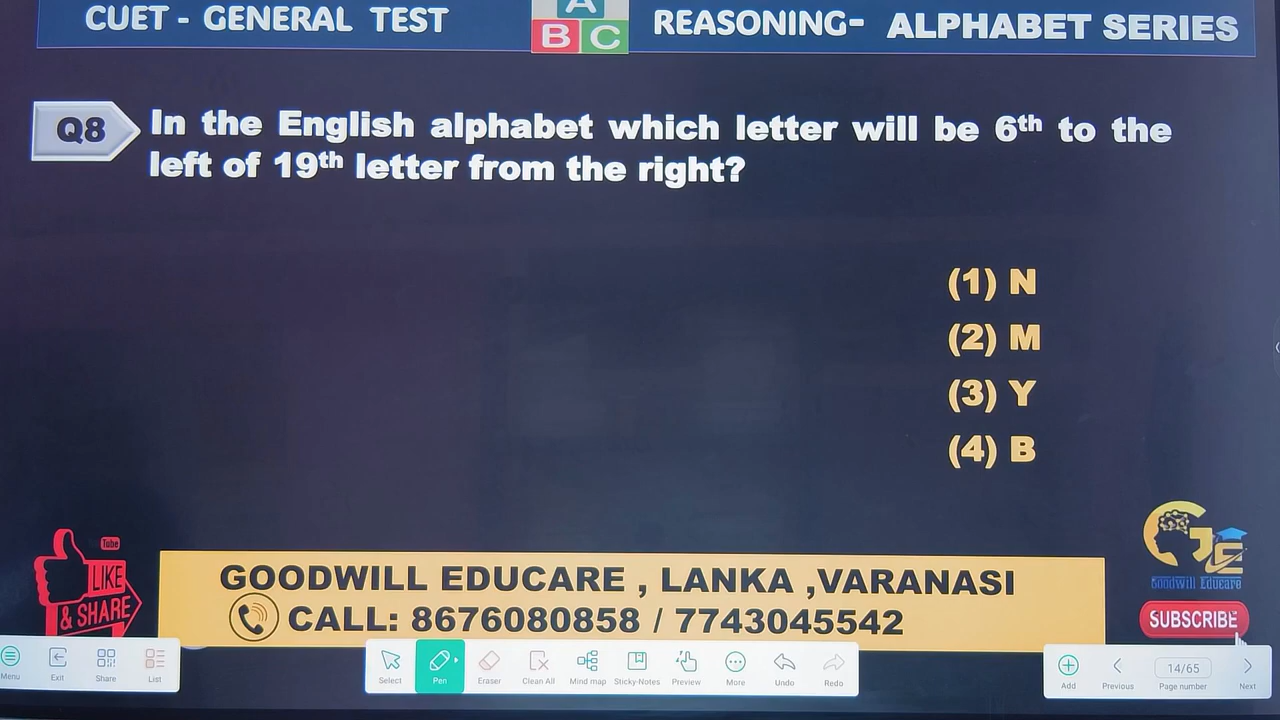 CUET - GENERAL TEST
A
B C
REASONING- ALPHABET SERIES
Q8
In the English alphabet which letter will be 6th to the
left of 19th letter from the right?
(1) N
(2) M
(3) Y
(4) B
Tube
LIKE
& SHARE
GOODWILL EDUCARE , LANKA ,VARANASI
CALL: 8676080858 / 7743045542
GE
Goodwill Educare
SUBSCRIBE
Menu
Exit
Share
List
Select
Pen
Eraser
Clean All
Mind map
Sticky-Notes
Preview
More
Undo
Redo
Add
Previous
14/65
Page number
Next